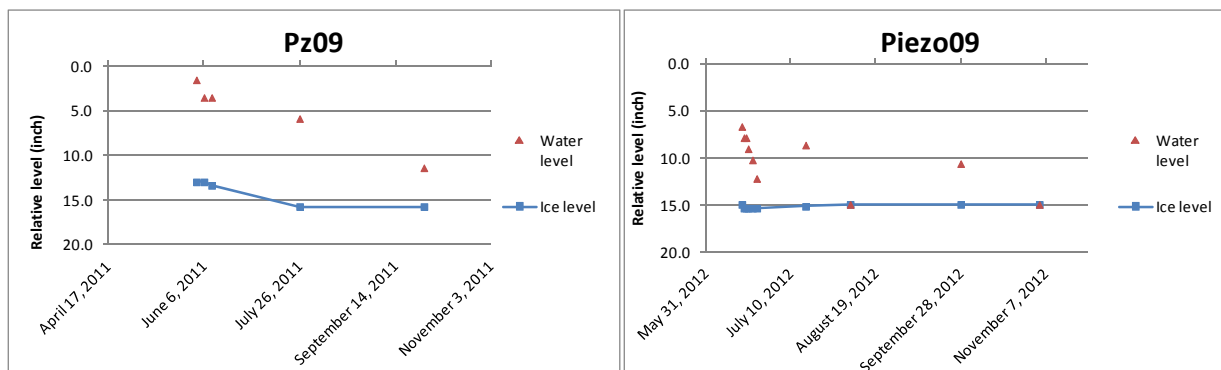 Pz09
0.0
5.0
10.0
15.0
20.0
Relative level (inch)
April 17, 2011
June 6, 2011
July 26, 2011
September 14, 2011
November 3, 2011
Water
level
Ice level
Piezo09
0.0
5.0
10.0
15.0
20.0
Relative level (inch)
May 31, 2012
July 10, 2012
August 19, 2012
September 28, 2012
November 7, 2012
Water
level
Ice level